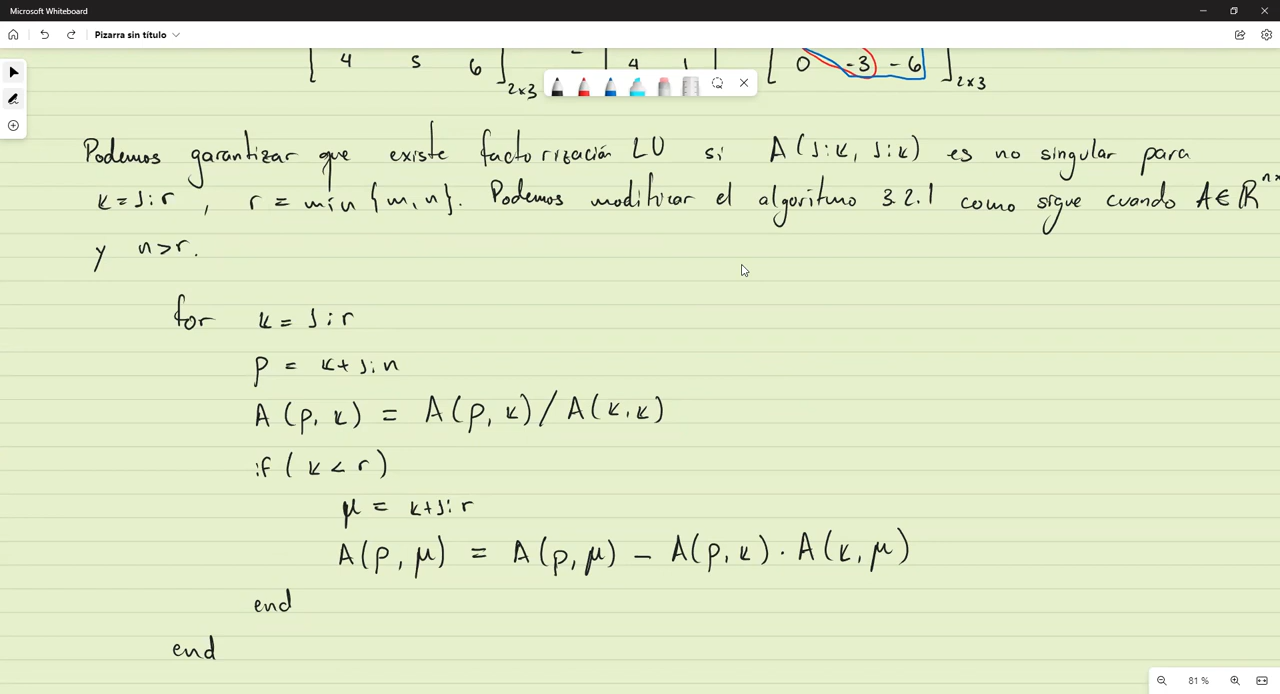 Microsoft Whiteboard
Pizarra sin título
4 5 6 2x3 = 4 1 0 -3 -6 2x3
Podemos garantizar que existe factorización LU si A(1:k, 1:k) es no singular para
k = 1:r , r = min {m, n}. Podemos modificar el algoritmo 3.2.1 como sigue cuando A ∈ ℝ^n×
y n > r.
for k = 1:r
p = k+1:n
A(p, k) = A(p, k) / A(k, k)
if (k < r)
μ = k+1:r
A(p, μ) = A(p, μ) - A(p, k) · A(k, μ)
end
end
81 %